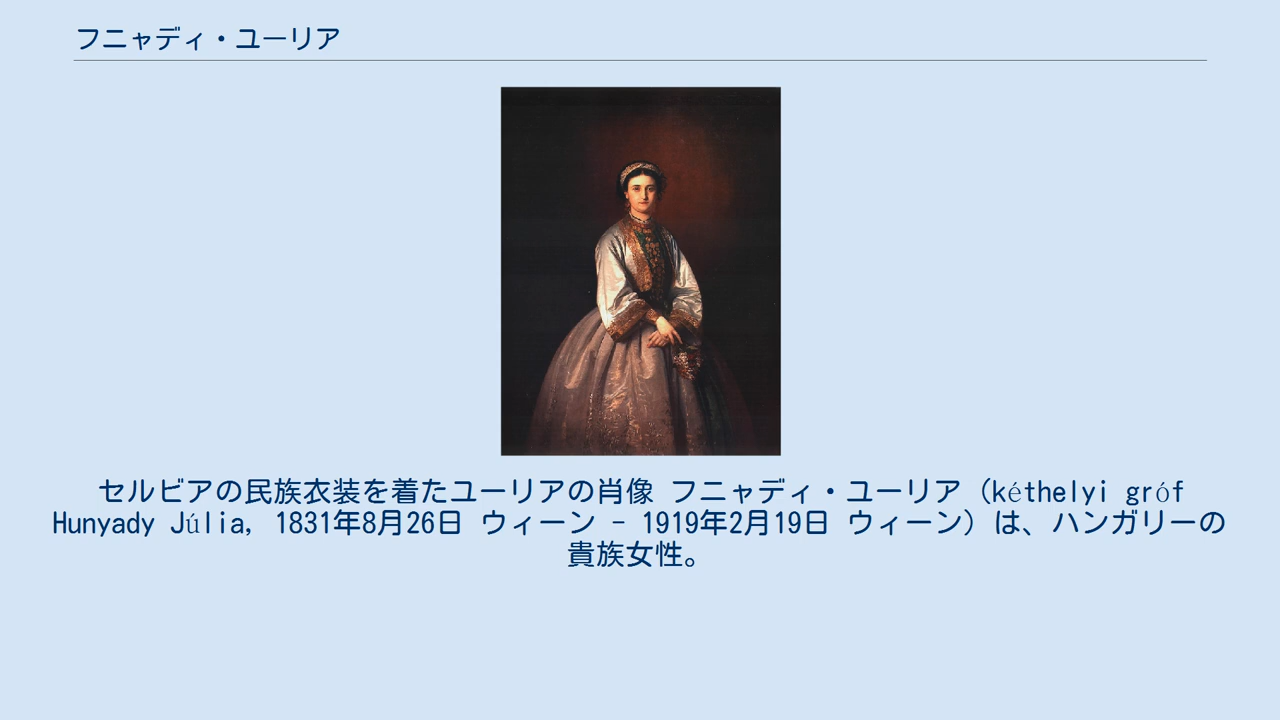 フニャディ・ユーリア
セルビアの民族衣装を着たユーリアの肖像 フニャディ・ユーリア（kéthelyi gróf
Hunyady Júlia, 1831年8月26日 ウィーン - 1919年2月19日 ウィーン）は、ハンガリーの
貴族女性。